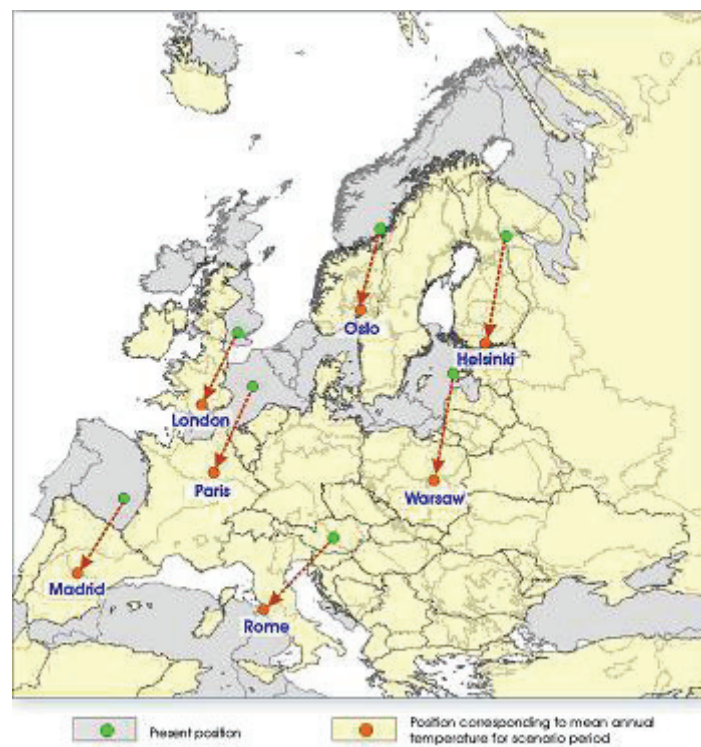 Oslo
Helsinki
London
Paris
Warsaw
Madrid
Rome
Present position
Position corresponding to mean annual
temperature for scenario period